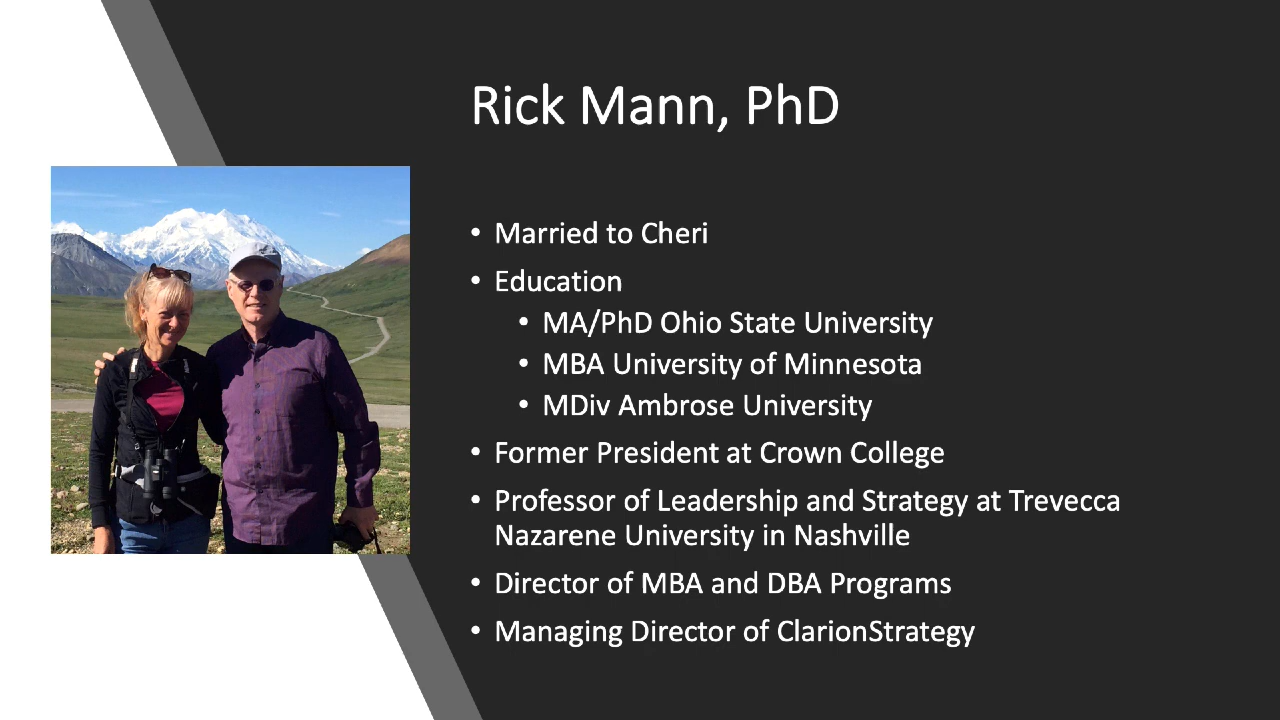 Rick Mann, PhD
• Married to Cheri
• Education
• MA/PhD Ohio State University
• MBA University of Minnesota
• MDiv Ambrose University
• Former President at Crown College
• Professor of Leadership and Strategy at Trevecca
Nazarene University in Nashville
• Director of MBA and DBA Programs
• Managing Director of ClarionStrategy